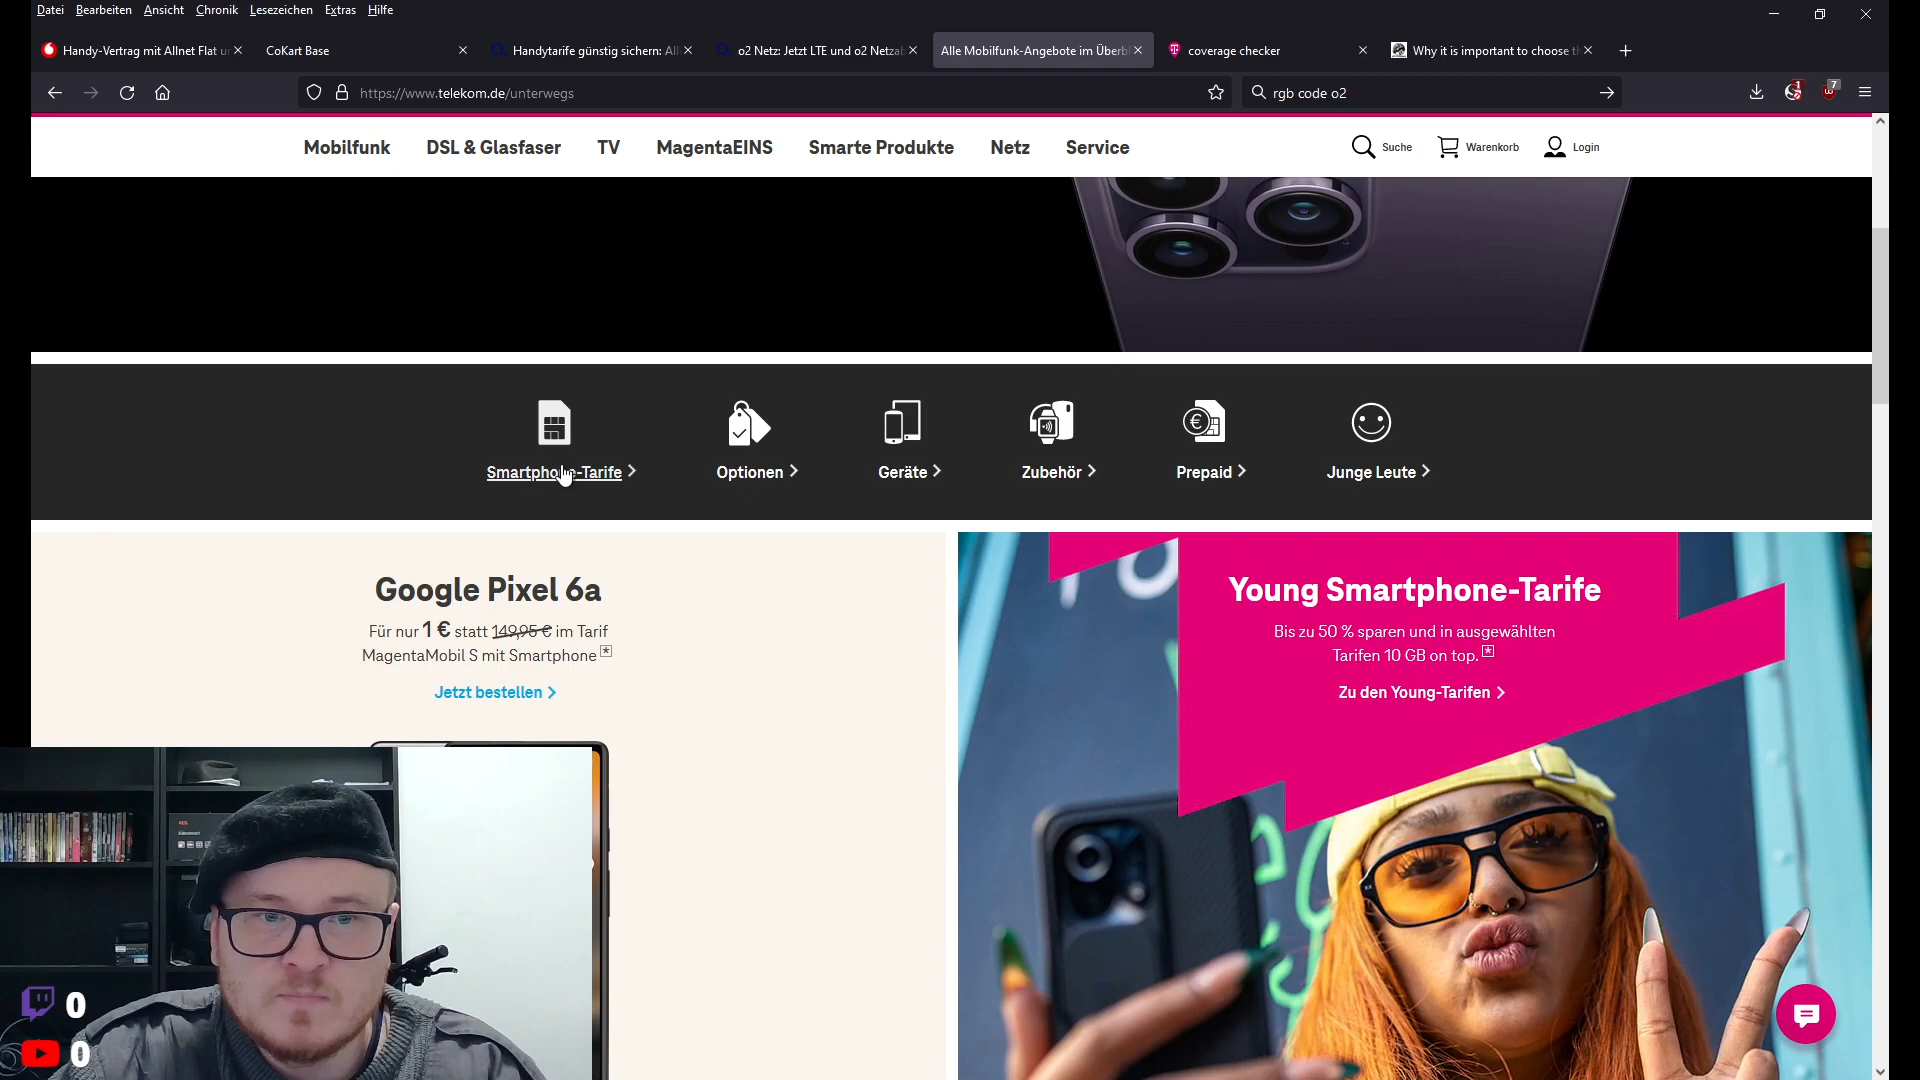 Datei Bearbeiten Ansicht Chronik Lesezeichen Extras Hilfe
Handy-Vertrag mit Allnet Flat u
CoKart Base
Handytarife günstig sichern: All
o2 Netz: Jetzt LTE und o2 Netza
Alle Mobilfunk-Angebote im Überbl
coverage checker
Why it is important to choose t
https://www.telekom.de/unterwegs
rgb code o2
1
7
Mobilfunk DSL & Glasfaser TV MagentaEINS Smarte Produkte Netz Service
Suche Warenkorb Login
Smartphone-Tarife Optionen Geräte Zubehör Prepaid Junge Leute
Google Pixel 6a
Für nur 1 € statt 149,95 € im Tarif
MagentaMobil S mit Smartphone *
Jetzt bestellen
Young Smartphone-Tarife
Bis zu 50 % sparen und in ausgewählten
Tarifen 10 GB on top. *
Zu den Young-Tarifen
0
0